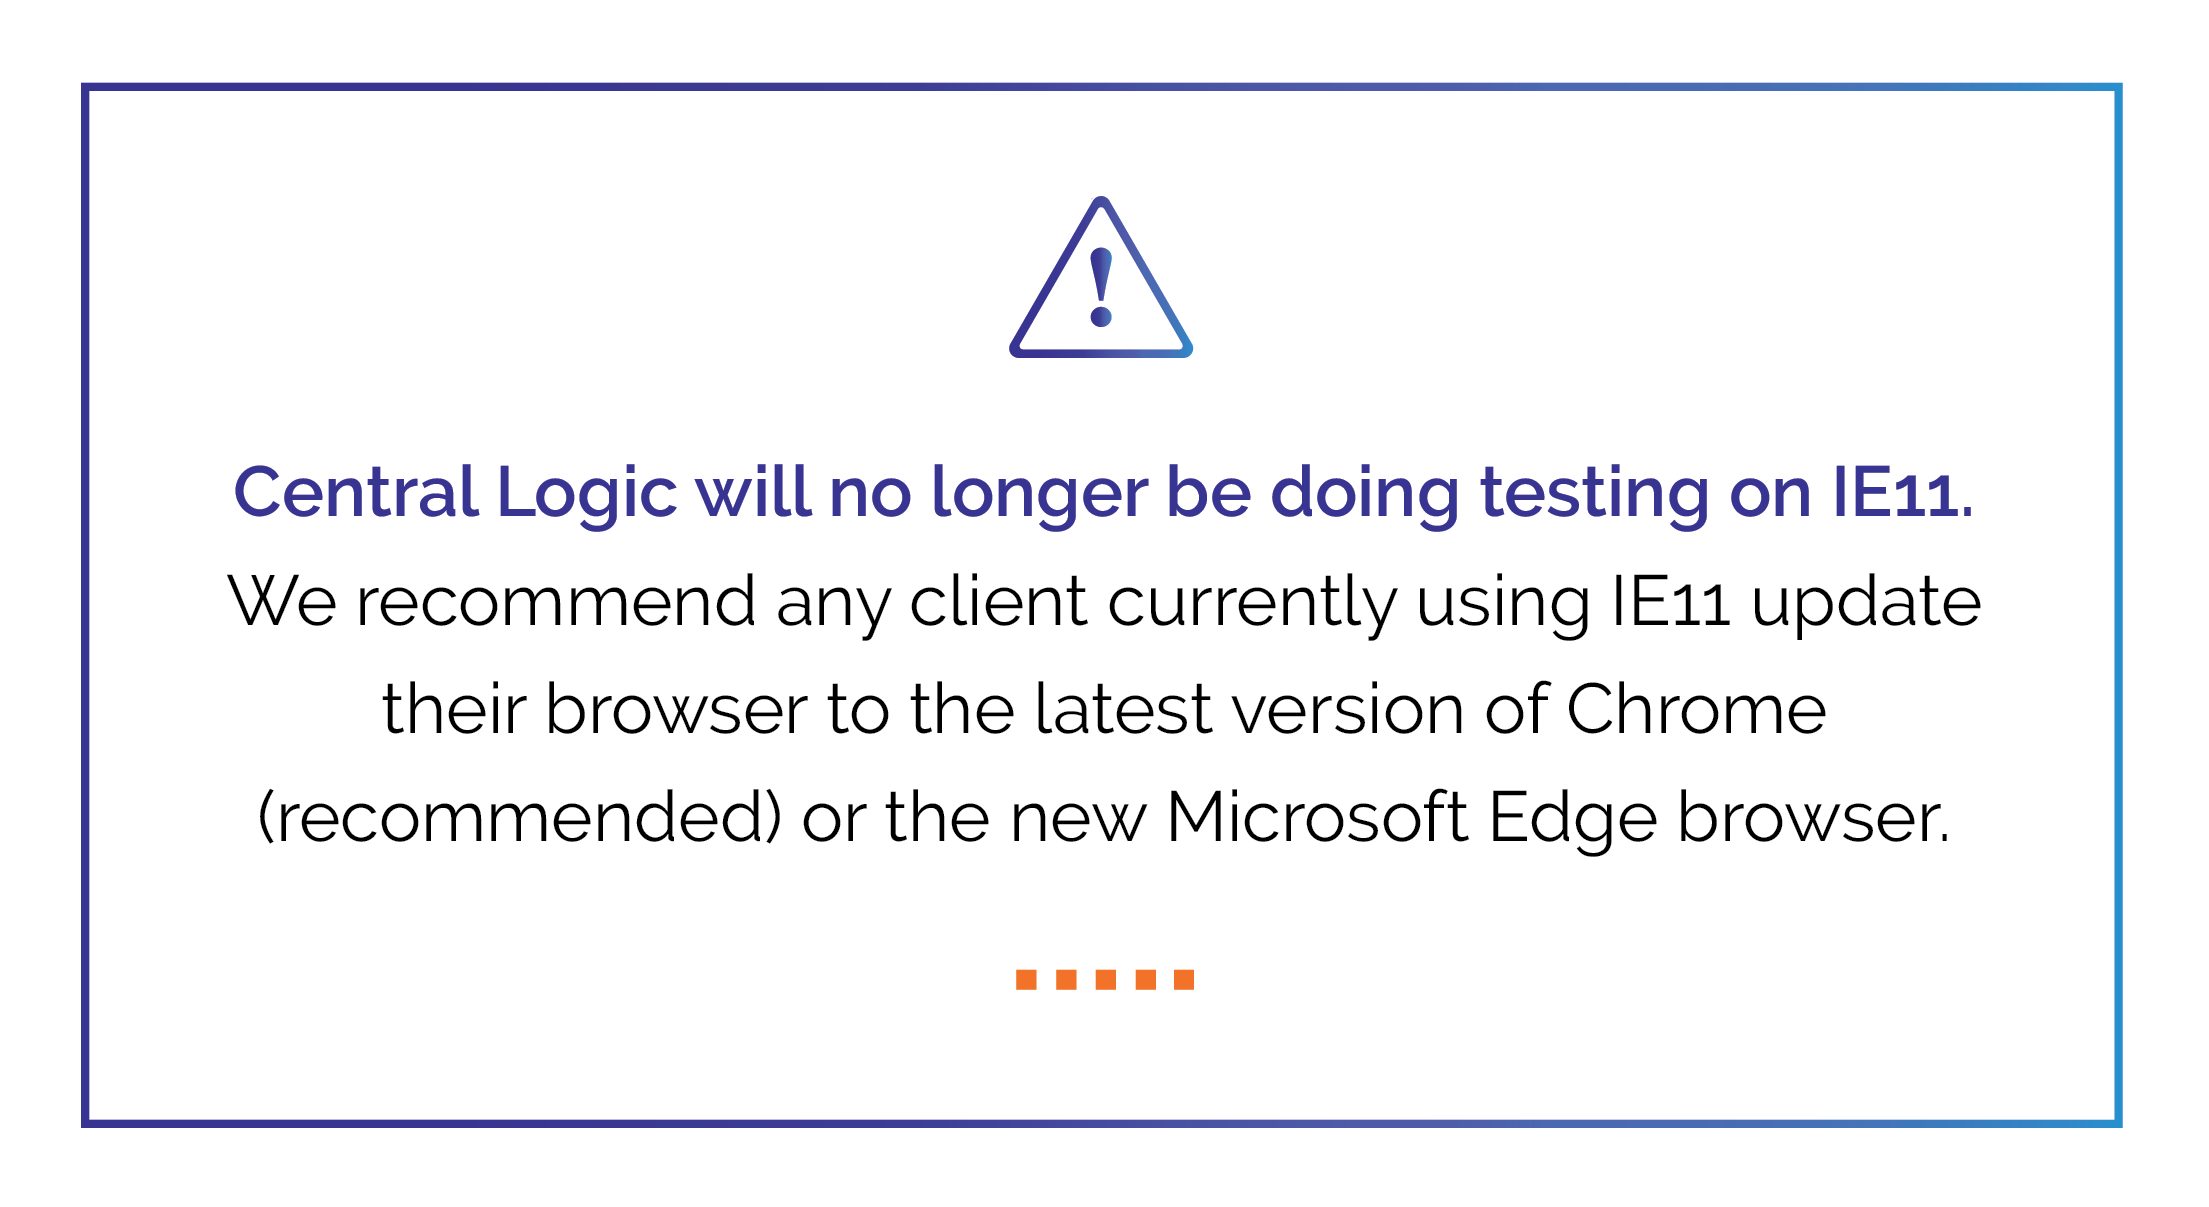 Central Logic will no longer be doing testing on IE11.
We recommend any client currently using IE11 update
their browser to the latest version of Chrome
(recommended) or the new Microsoft Edge browser.